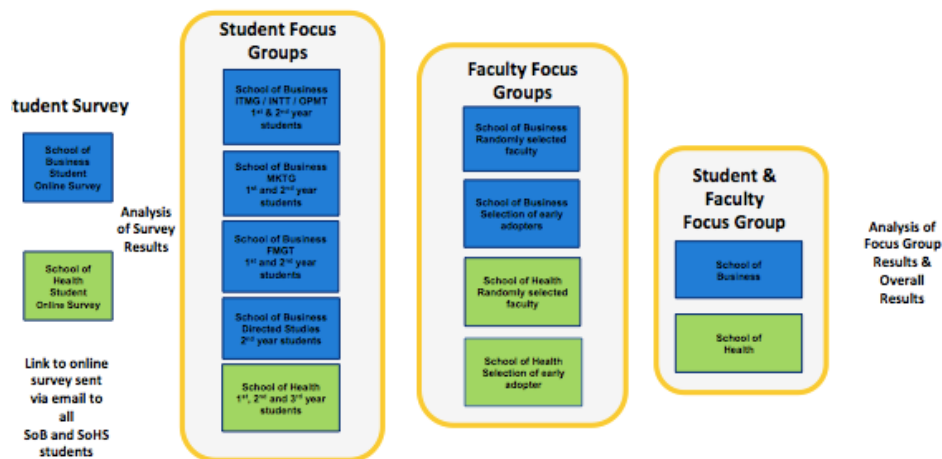 tudent Survey
School of
Business
Student
Online Survey
School of
Health
Student
Online Survey
Link to online
survey sent
via email to
all
SoB and SoHS
students
Analysis
of Survey
Results
Student Focus
Groups
School of Business
ITMG / INTT / OPMT
1st & 2nd year
students
School of Business
MKTG
1st and 2nd year
students
School of Business
FMGT
1st and 2nd year
students
School of Business
Directed Studies
2nd year students
School of Health
1st, 2nd and 3rd year
students
Faculty Focus
Groups
School of Business
Randomly selected
faculty
School of Business
Selection of early
adopters
School of Health
Randomly selected
faculty
School of Health
Selection of early
adopter
Student &
Faculty
Focus Group
School of
Business
School of
Health
Analysis of
Focus Group
Results &
Overall
Results